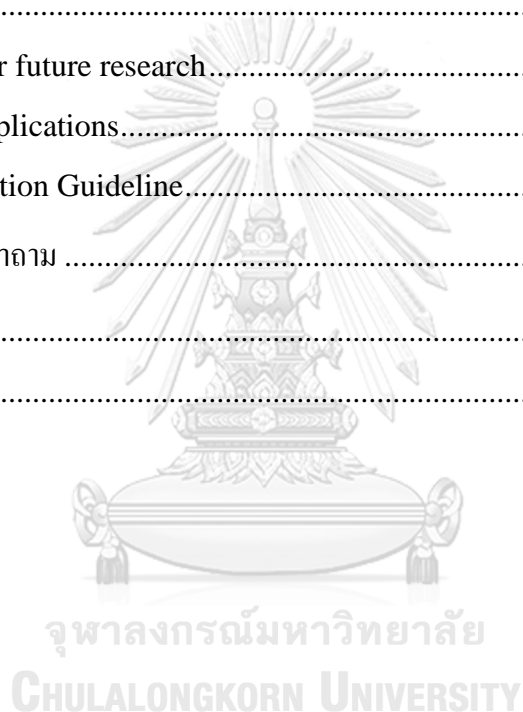 r future research
plications
tion Guideline
าถาม
จุฬาลงกรณ์มหาวิทยาลัย
CHULALONGKORN UNIVERSITY